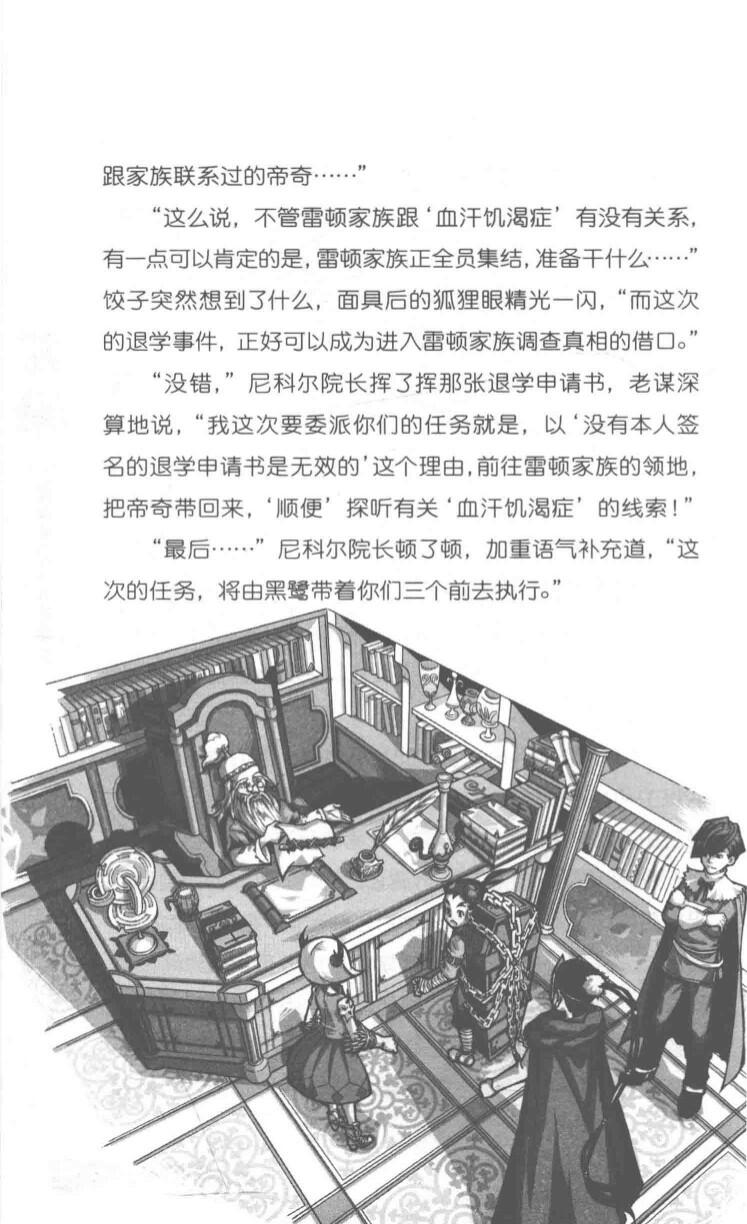 跟家族联系过的帝奇……”
“这么说，不管雷顿家族跟‘血汗饥渴症’有没有关系，
有一点可以肯定的是，雷顿家族正全员集结，准备干什么……”
饺子突然想到了什么，面具后的狐狸眼精光一闪，“而这次
的退学事件，正好可以成为进入雷顿家族调查真相的借口。”
“没错，”尼科尔院长挥了挥那张退学申请书，老谋深
算地说，“我这次要委派你们的任务就是，以‘没有本人签
名的退学申请书是无效的’这个理由，前往雷顿家族的领地，
把帝奇带回来，‘顺便’探听有关‘血汗饥渴症’的线索！”
“最后……”尼科尔院长顿了顿，加重语气补充道，“这
次的任务，将由黑鹭带着你们三个前去执行。”